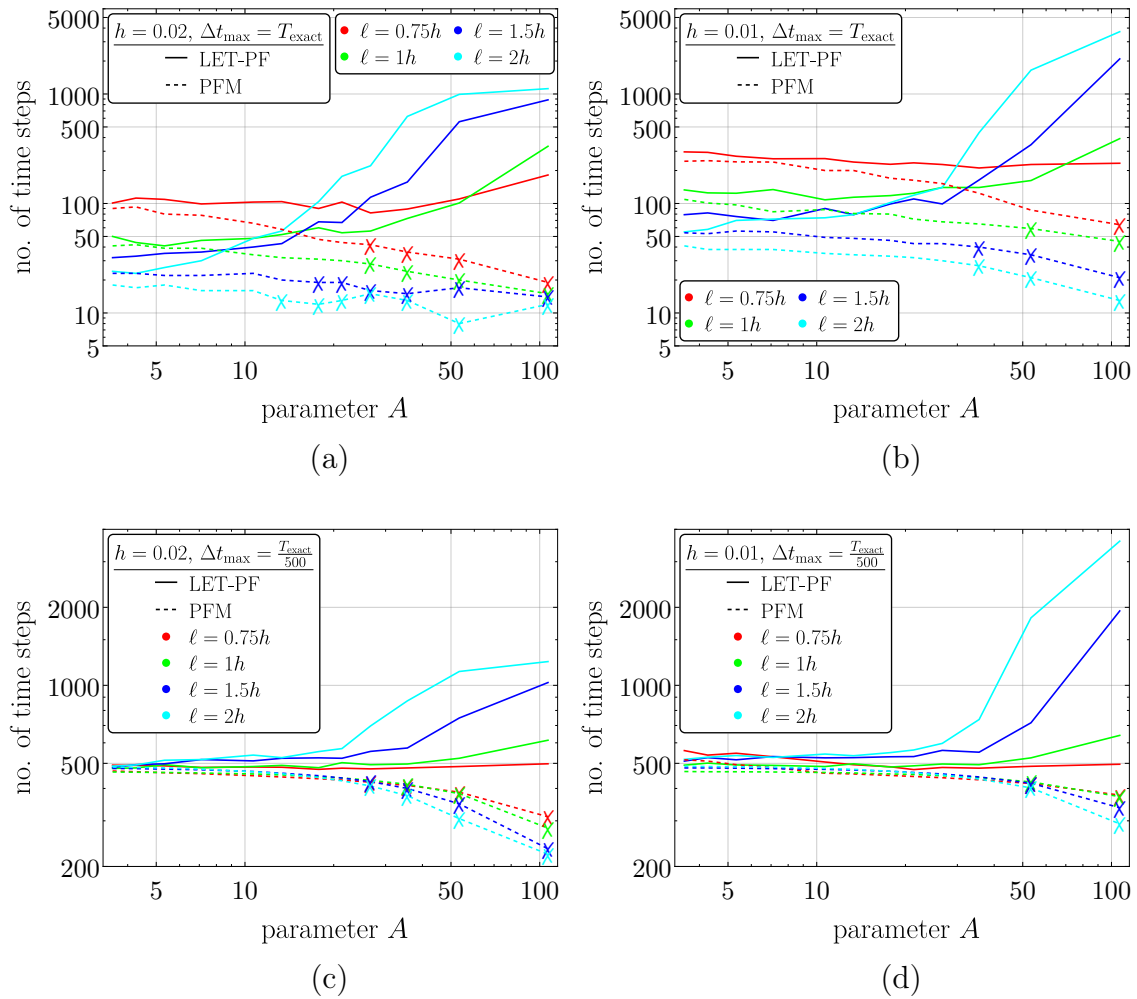 h = 0.02, Δt_max = T_exact
LET-PF
PFM
ℓ = 0.75h
ℓ = 1.5h
ℓ = 1h
ℓ = 2h
no. of time steps
5000
1000
500
100
50
10
5
5
10
50
100
parameter A
(a)
h = 0.01, Δt_max = T_exact
LET-PF
PFM
ℓ = 0.75h
ℓ = 1.5h
ℓ = 1h
ℓ = 2h
no. of time steps
5000
1000
500
100
50
10
5
5
10
50
100
parameter A
(b)
h = 0.02, Δt_max = T_exact/500
LET-PF
PFM
ℓ = 0.75h
ℓ = 1h
ℓ = 1.5h
ℓ = 2h
no. of time steps
2000
1000
500
200
5
10
50
100
parameter A
(c)
h = 0.01, Δt_max = T_exact/500
LET-PF
PFM
ℓ = 0.75h
ℓ = 1h
ℓ = 1.5h
ℓ = 2h
no. of time steps
2000
1000
500
200
5
10
50
100
parameter A
(d)